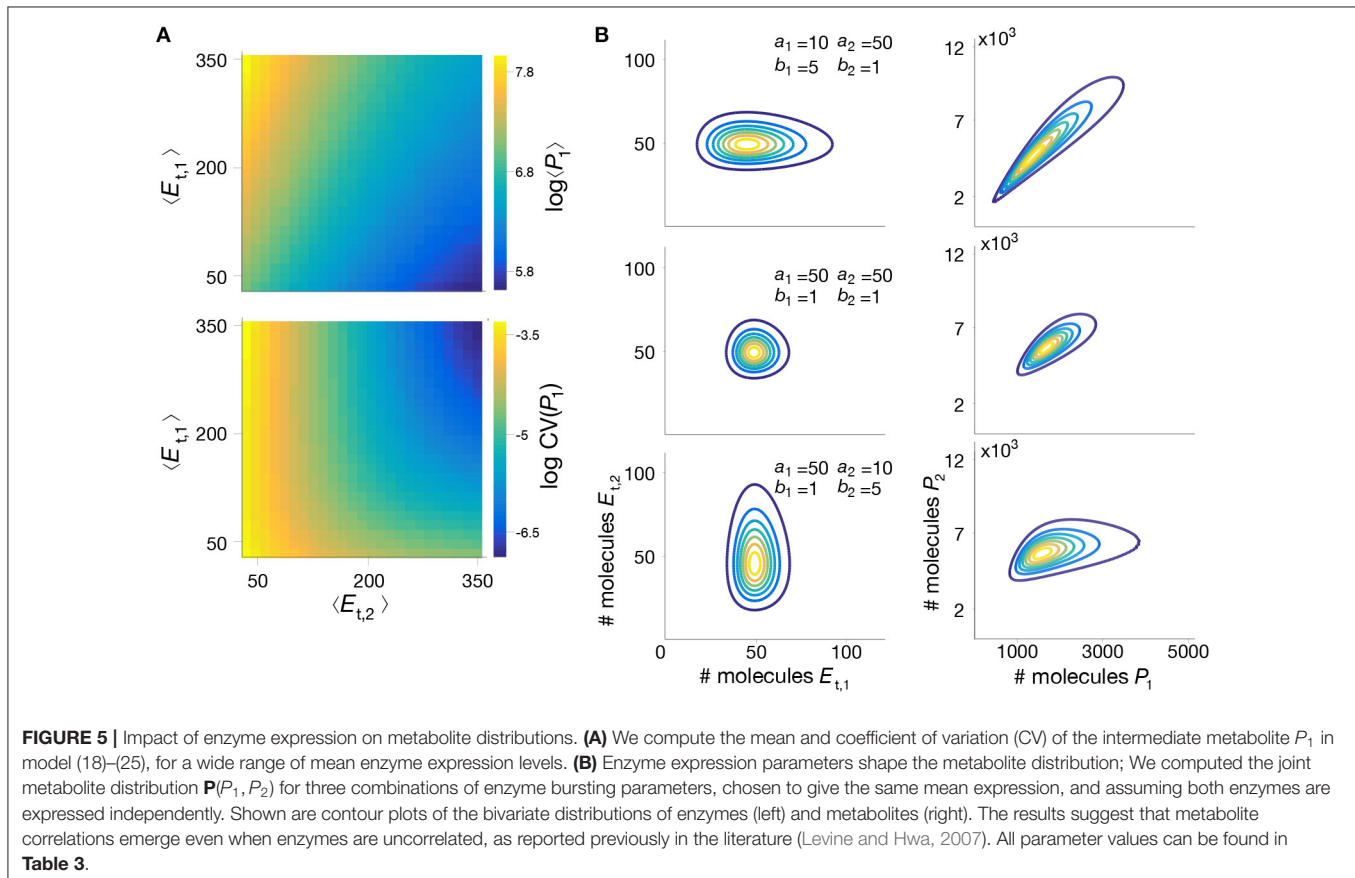 A
350
200
50
⟨E_t,1⟩
7.8
6.8
5.8
log⟨P_1⟩
350
200
50
⟨E_t,1⟩
-3.5
-5
-6.5
log CV(P_1)
50
200
350
⟨E_t,2⟩
B
100
50
a_1=10 a_2=50
b_1=5 b_2=1
×10³
12
7
2
100
50
a_1=50 a_2=50
b_1=1 b_2=1
×10³
12
7
2
# molecules E_t,2
100
50
a_1=50 a_2=10
b_1=1 b_2=5
0
50
100
# molecules E_t,1
# molecules P_2
×10³
12
7
2
1000
3000
5000
# molecules P_1
FIGURE 5 | Impact of enzyme expression on metabolite distributions. (A) We compute the mean and coefficient of variation (CV) of the intermediate metabolite P_1 in
model (18)–(25), for a wide range of mean enzyme expression levels. (B) Enzyme expression parameters shape the metabolite distribution; We computed the joint
metabolite distribution P(P_1, P_2) for three combinations of enzyme bursting parameters, chosen to give the same mean expression, and assuming both enzymes are
expressed independently. Shown are contour plots of the bivariate distributions of enzymes (left) and metabolites (right). The results suggest that metabolite
correlations emerge even when enzymes are uncorrelated, as reported previously in the literature (Levine and Hwa, 2007). All parameter values can be found in
Table 3.